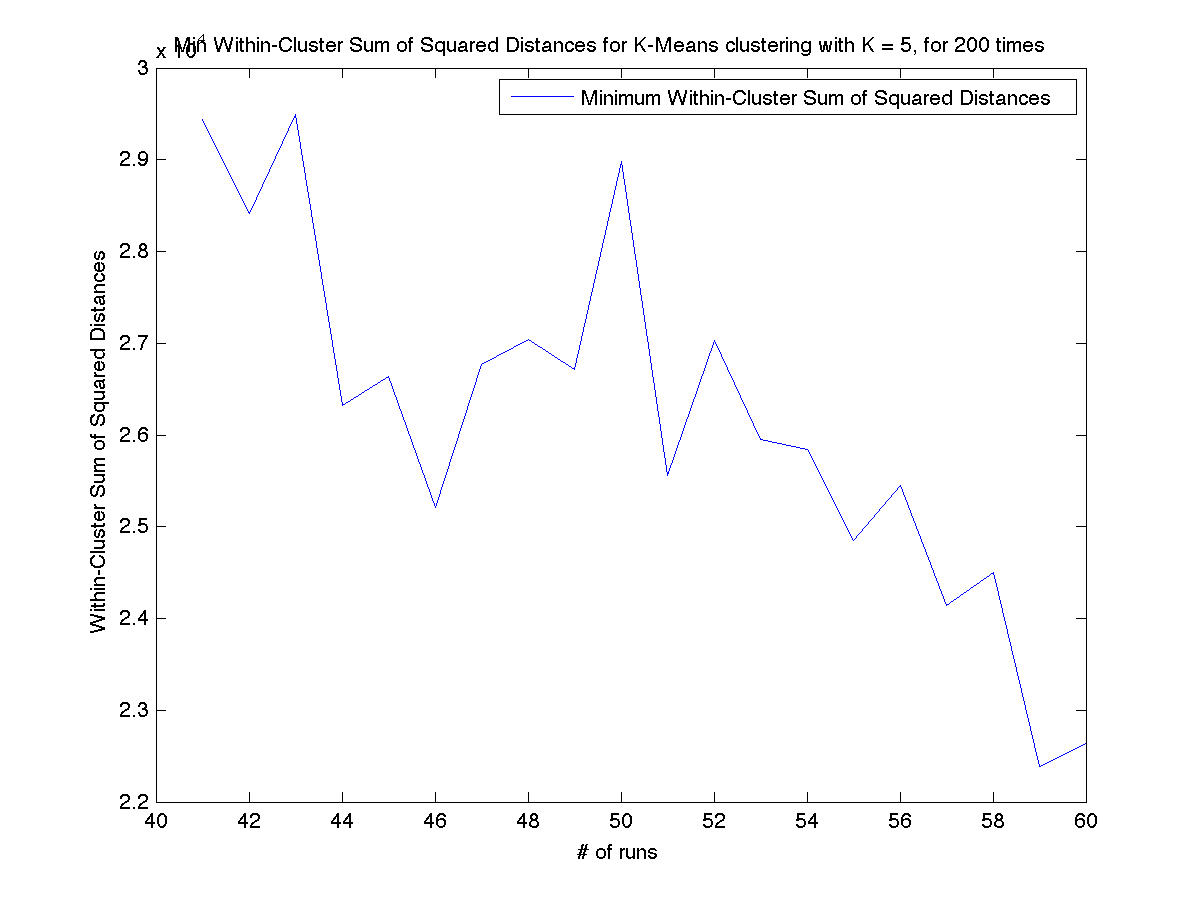 Min Within-Cluster Sum of Squared Distances for K-Means clustering with K = 5, for 200 times
x 10^4
Minimum Within-Cluster Sum of Squared Distances
3
2.9
2.8
2.7
2.6
2.5
2.4
2.3
2.2
Within-Cluster Sum of Squared Distances
40 42 44 46 48 50 52 54 56 58 60
# of runs